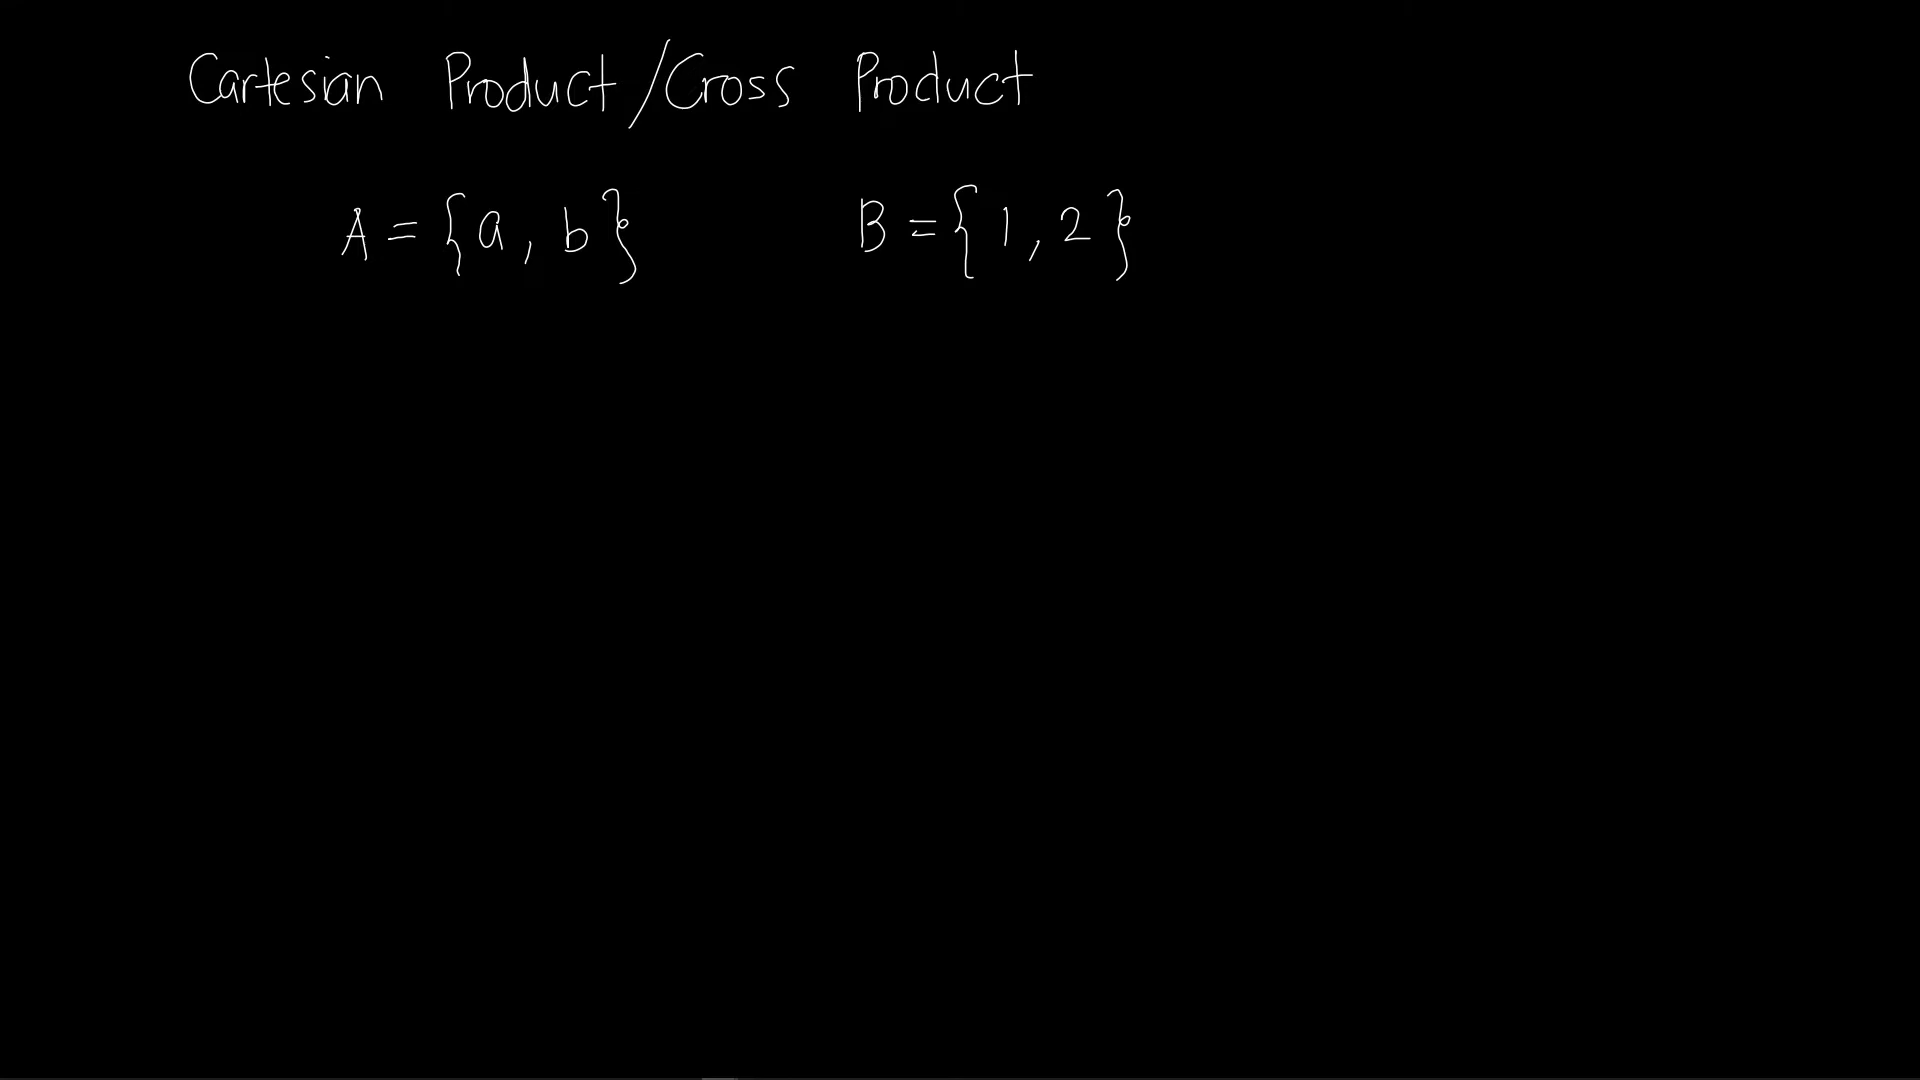 Cartesian Product/Cross Product
A = {a, b} B = {1, 2}